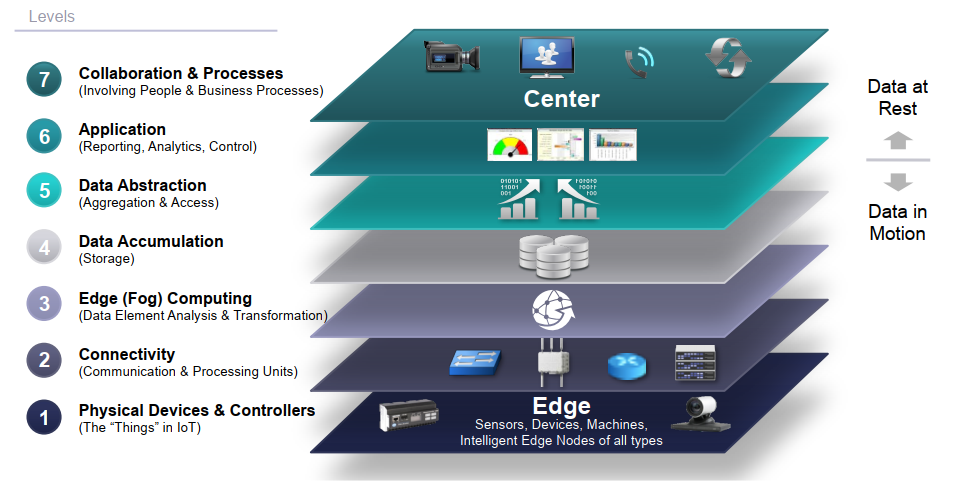 Levels
7
Collaboration & Processes
(Involving People & Business Processes)
6
Application
(Reporting, Analytics, Control)
5
Data Abstraction
(Aggregation & Access)
4
Data Accumulation
(Storage)
3
Edge (Fog) Computing
(Data Element Analysis & Transformation)
2
Connectivity
(Communication & Processing Units)
1
Physical Devices & Controllers
(The “Things” in IoT)
Center
010101
11001
001
Edge
Sensors, Devices, Machines,
Intelligent Edge Nodes of all types
Data at
Rest
Data in
Motion